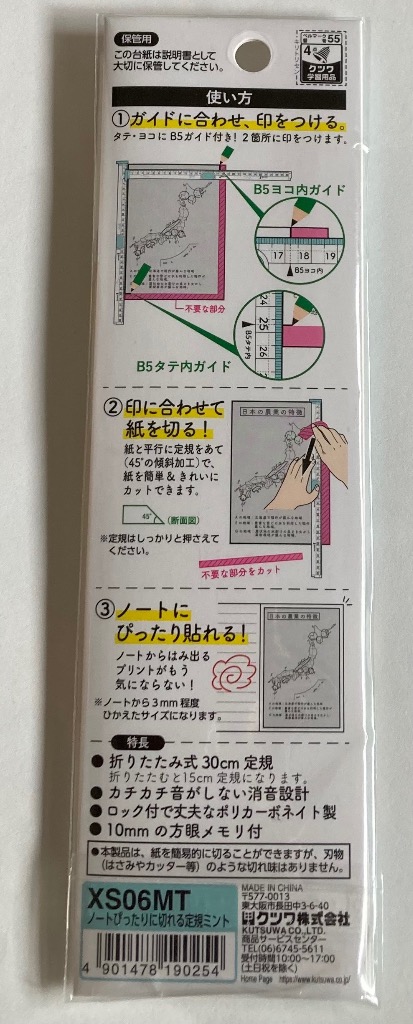 保管用
この台紙は説明書として
大切に保管してください。
ベルマーク
番号 55
4点
クツワ
学習用品
使い方
①ガイドに合わせ、印をつける。
タテ・ヨコにB5ガイド付き！2箇所に印をつけます。
B5ヨコ内ガイド
17 18 19
▲B5ヨコ内
不要な部分
24
25
26
▲B5タテ内
B5タテ内ガイド
②印に合わせて
紙を切る！
紙と平行に定規をあて
(45°の傾斜加工)で、
紙を簡単&きれいに
カットできます。
45°
(断面図)
※定規はしっかりと押さえて
ください。
日本の農業の特徴
不要な部分をカット
③ノートに
ぴったり貼れる！
ノートからはみ出る
プリントがもう
気にならない！
※ノートから3mm程度
ひかえたサイズになります。
日本の農業の特徴
特長
●折りたたみ式30cm定規
折りたたむと15cm定規になります。
●カチカチ音がしない消音設計
●ロック付で丈夫なポリカーボネイト製
●10mmの方眼メモリ付
●本製品は、紙を簡易的に切ることができますが、刃物
(はさみやカッター等)のような切れ味はありません。
XS06MT
ノートぴったりに切れる定規ミント
4 901478 190254
MADE IN CHINA
〒577-0013
東大阪市長田中3-6-40
クツワ株式会社
KUTSUWA CO.,LTD.
商品サービスセンター
TEL(06)6745-5611
受付時間10:00〜17:00
(土日祝を除く)
Home Page https://www.kutsuwa.co.jp/